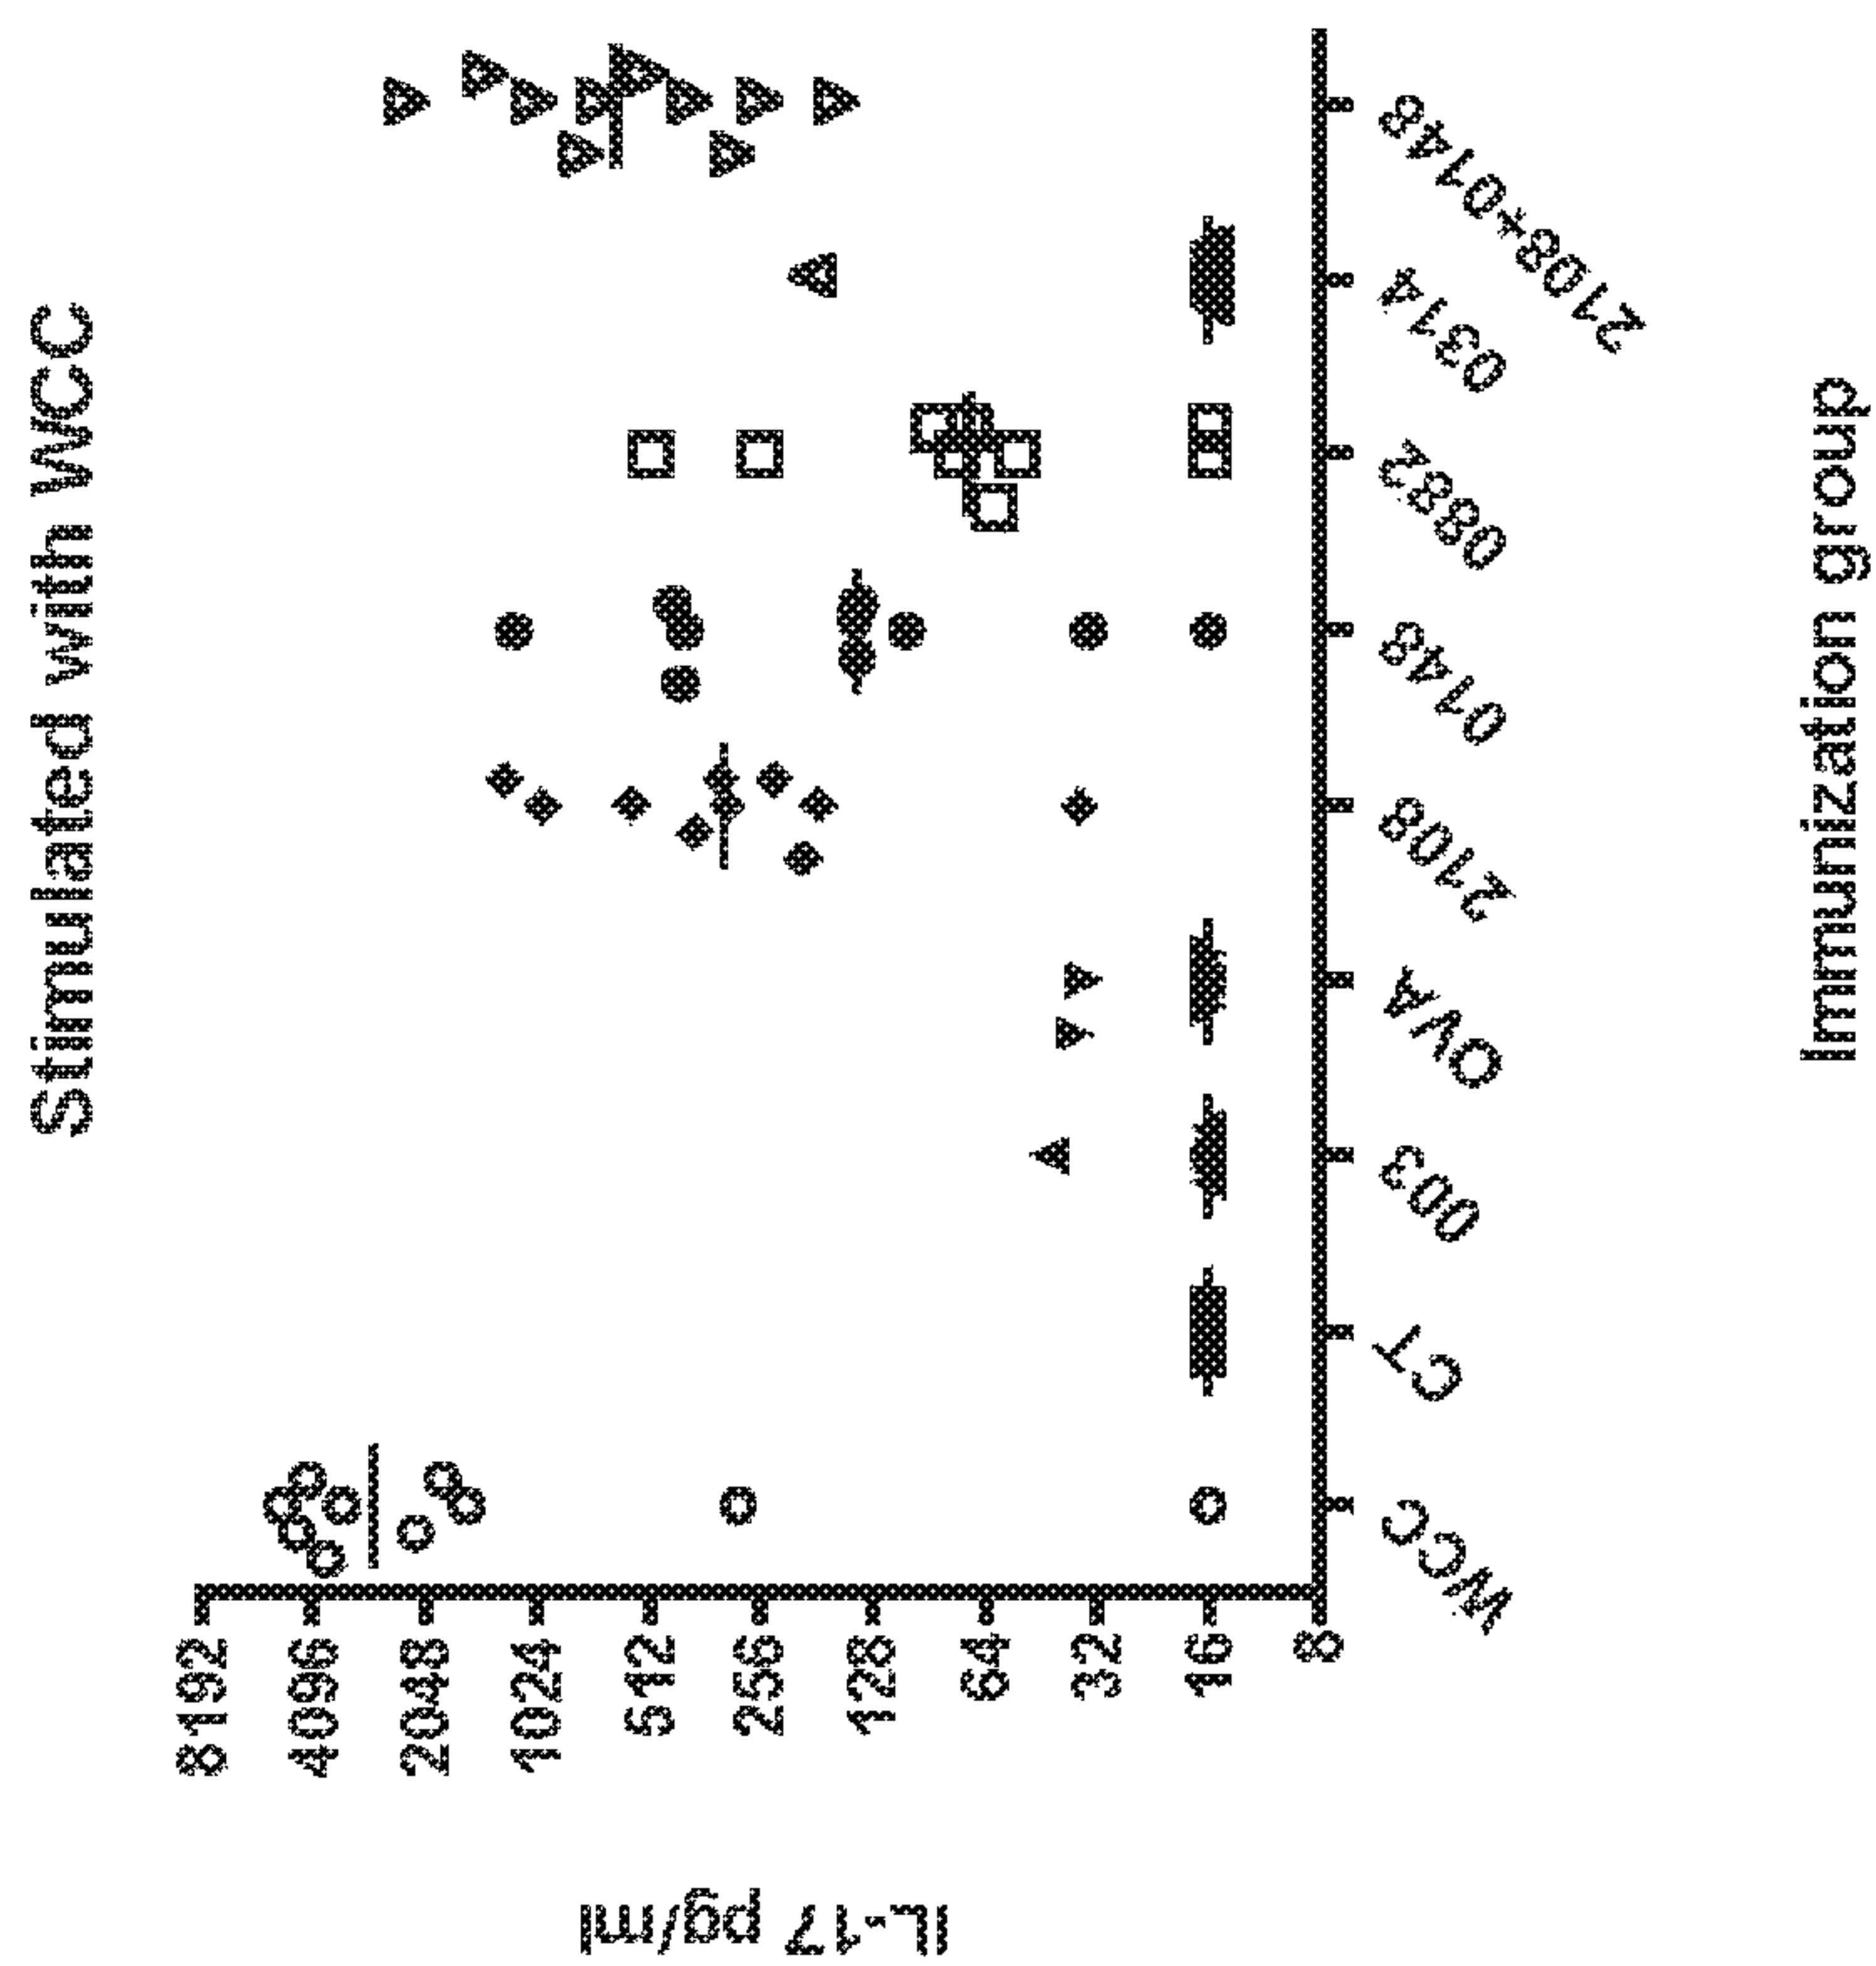 Stimulated with WCC
IL-17 pg/ml
8192
4096
2048
1024
512
256
128
64
32
16
8
WCC
CT
003
OVA
2108
0148
0882
0314
2108+0148
Immunization group